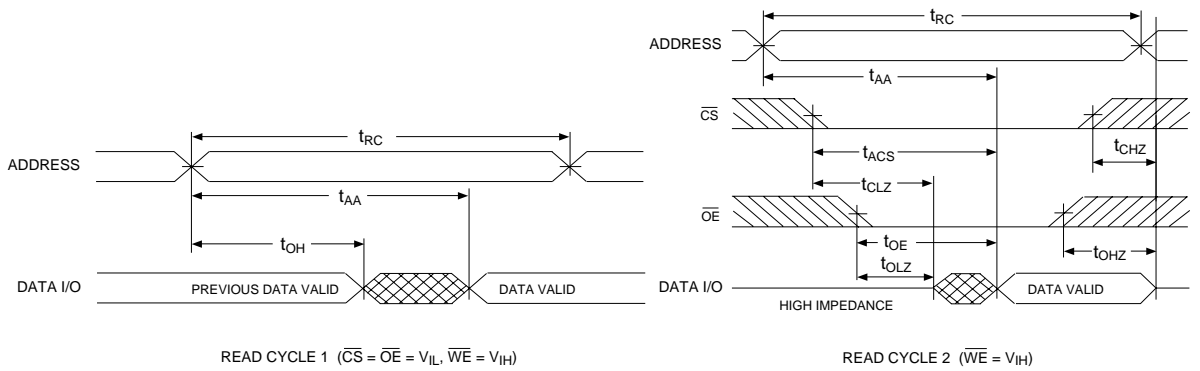 tRC
ADDRESS
tAA
tOH
DATA I/O
PREVIOUS DATA VALID
DATA VALID
READ CYCLE 1 (CS = OE = VIL, WE = VIH)
tRC
ADDRESS
tAA
CS
tACS
tCHZ
tCLZ
OE
tOE
tOHZ
tOLZ
DATA I/O
HIGH IMPEDANCE
DATA VALID
READ CYCLE 2 (WE = VIH)